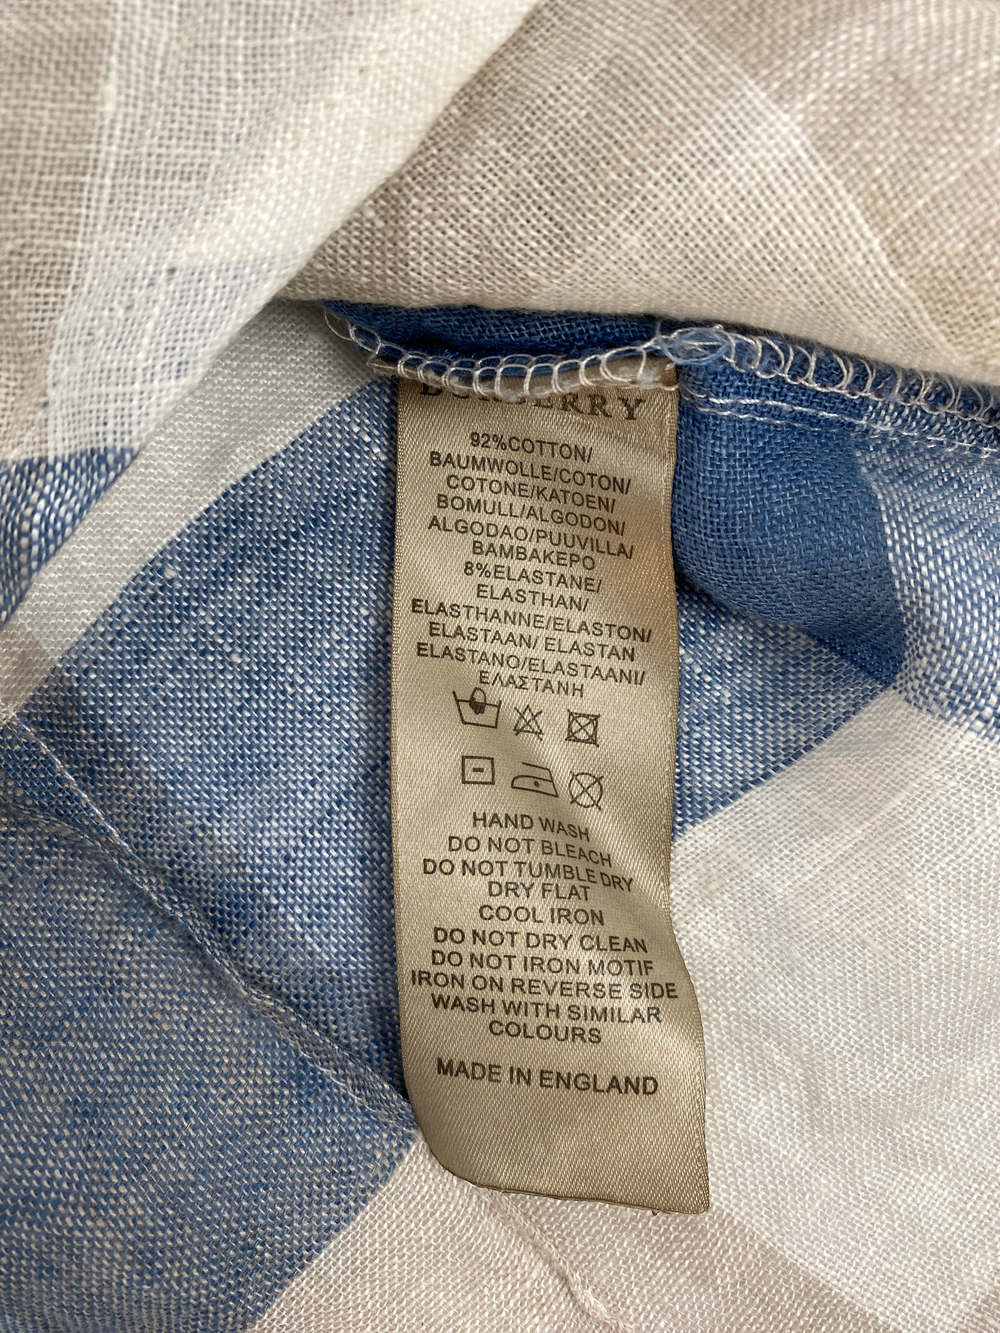 BURBERRY
92%COTTON/
BAUMWOLLE/COTON/
COTONE/KATOEN/
BOMULL/ALGODON/
ALGODAO/PUUVILLA/
BAMBAKEPO
8%ELASTANE/
ELASTHAN/
ELASTHANNE/ELASTON/
ELASTAAN/ ELASTAN
ELASTANO/ELASTAANI/
ΕΛΑΣΤΑΝΗ
HAND WASH
DO NOT BLEACH
DO NOT TUMBLE DRY
DRY FLAT
COOL IRON
DO NOT DRY CLEAN
DO NOT IRON MOTIF
IRON ON REVERSE SIDE
WASH WITH SIMILAR
COLOURS
MADE IN ENGLAND